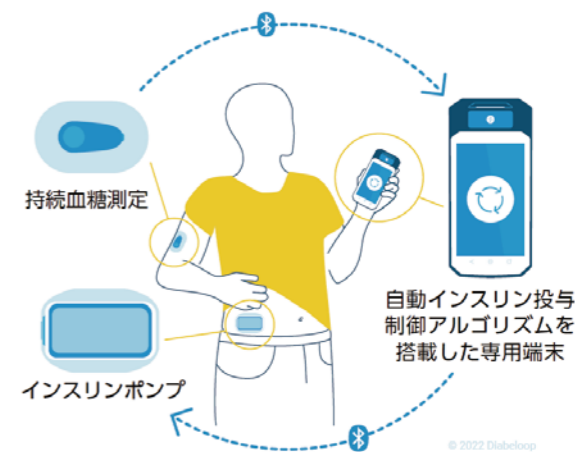 持続血糖測定
自動インスリン投与
制御アルゴリズムを
搭載した専用端末
インスリンポンプ
© 2022 Diabeloop